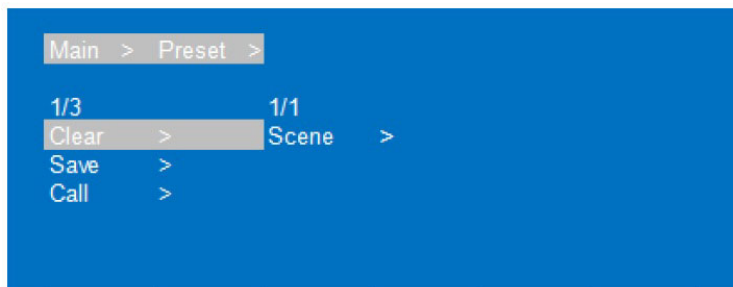 Main > Preset >
1/3 1/1
Clear > Scene >
Save >
Call >